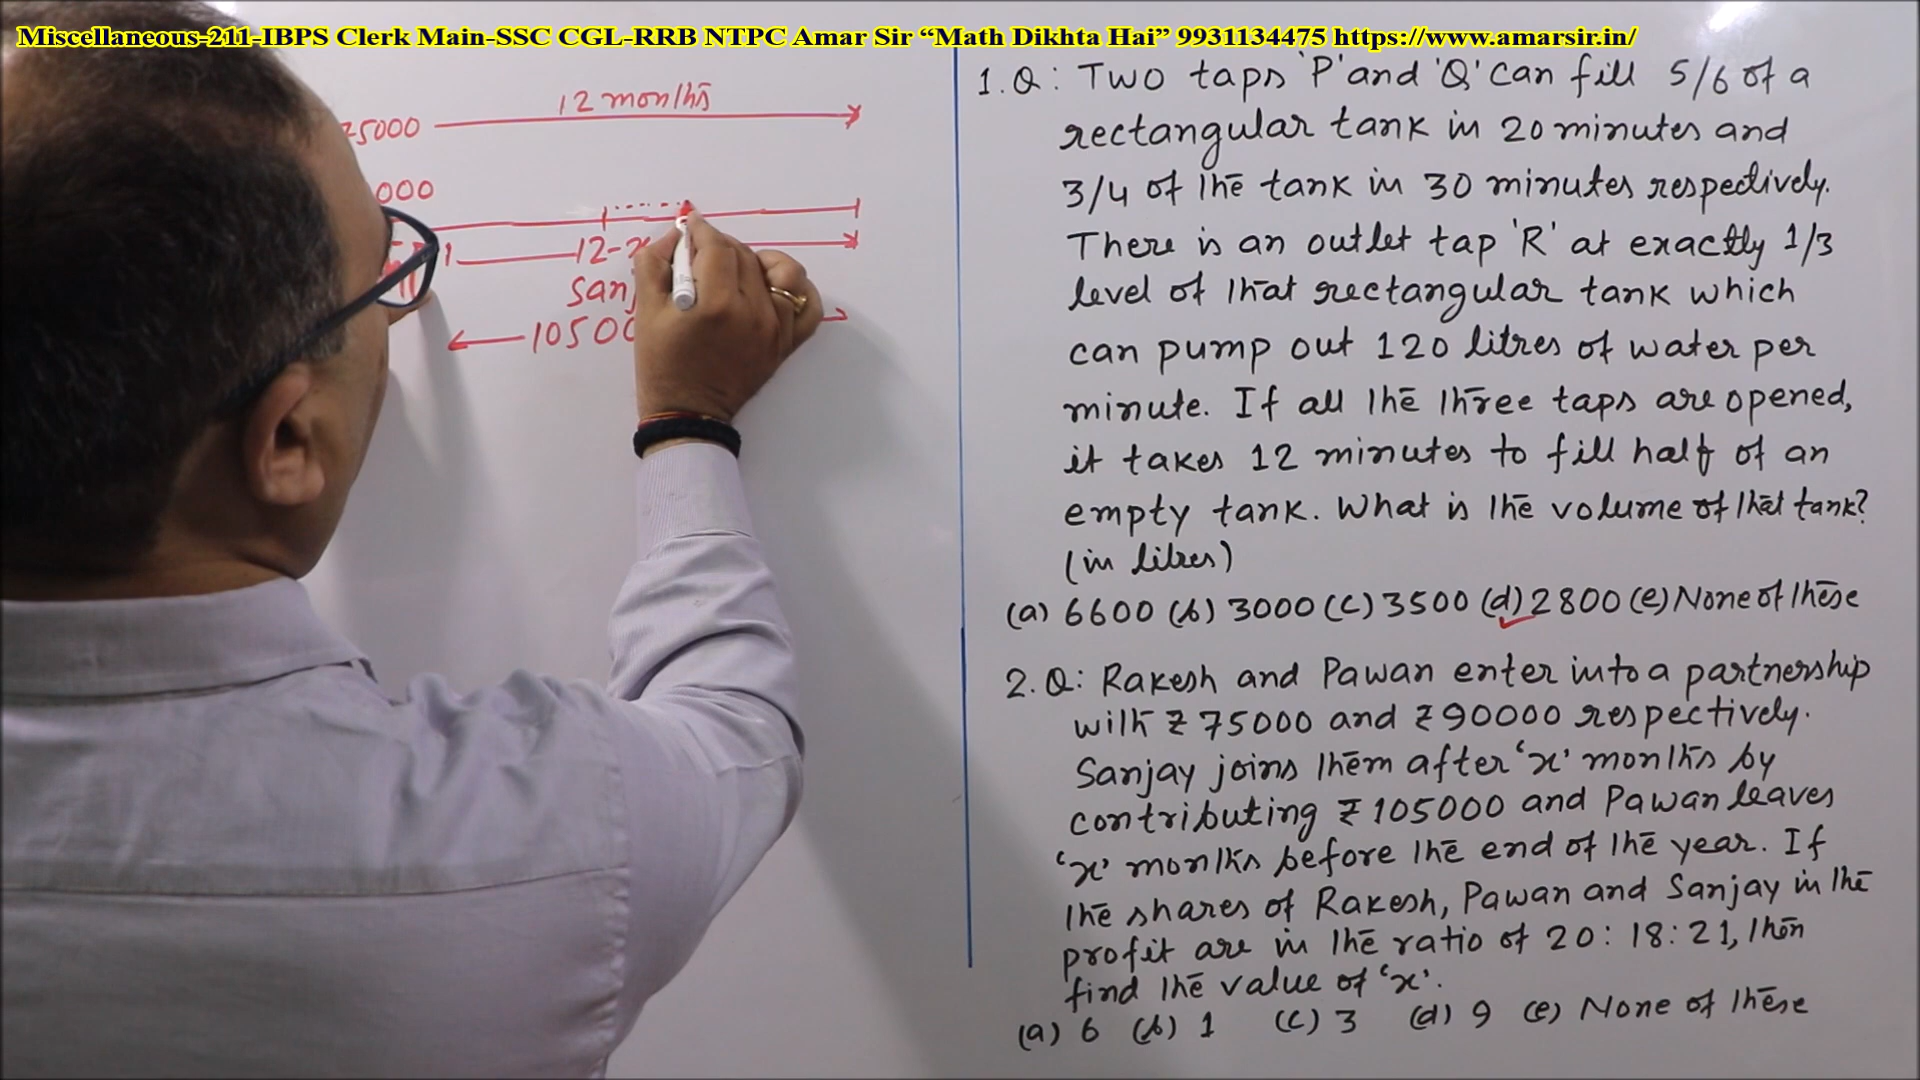 Miscellaneous-211-IBPS Clerk Main-SSC CGL-RRB NTPC Amar Sir “Math Dikhta Hai” 9931134475 https://www.amarsir.in/
12 months
75000
000
12-x
San
10500
1. Q: Two taps 'P' and 'Q' can fill 5/6 of a
rectangular tank in 20 minutes and
3/4 of the tank in 30 minutes respectively.
There is an outlet tap 'R' at exactly 1/3
level of that rectangular tank which
can pump out 120 litres of water per
minute. If all the three taps are opened,
it takes 12 minutes to fill half of an
empty tank. What is the volume of that tank?
(in litres)
(a) 6600 (b) 3000 (c) 3500 (d) 2800 (e) None of these
2. Q: Rakesh and Pawan enter into a partnership
with ₹ 75000 and ₹ 90000 respectively.
Sanjay joins them after 'x' months by
contributing ₹ 105000 and Pawan leaves
'x' months before the end of the year. If
the shares of Rakesh, Pawan and Sanjay in the
profit are in the ratio of 20 : 18 : 21, then
find the value of 'x'.
(a) 6 (b) 1 (c) 3 (d) 9 (e) None of these